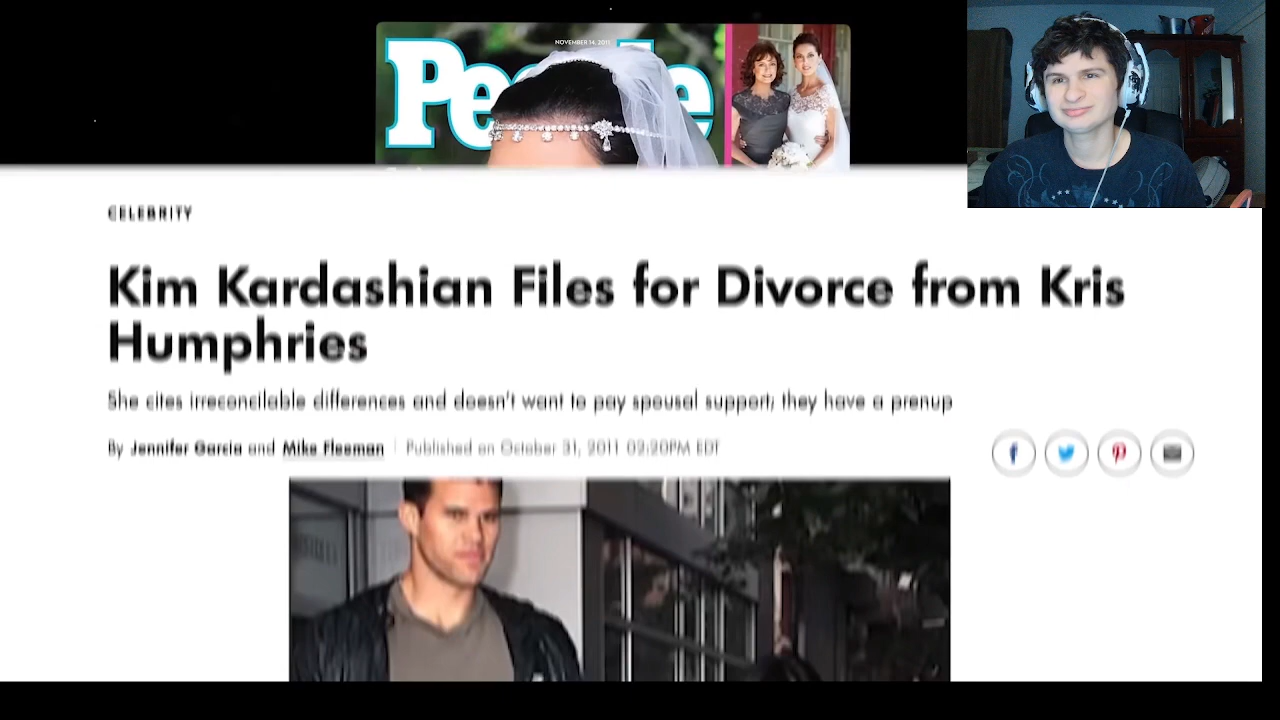 NOVEMBER 14, 2011
Pe le
CELEBRITY
Kim Kardashian Files for Divorce from Kris
Humphries
She cites irreconcilable differences and doesn't want to pay spousal support; they have a prenup
By Jennifer Garcia and Mike Fleeman | Published on October 31, 2011 02:20PM EDT